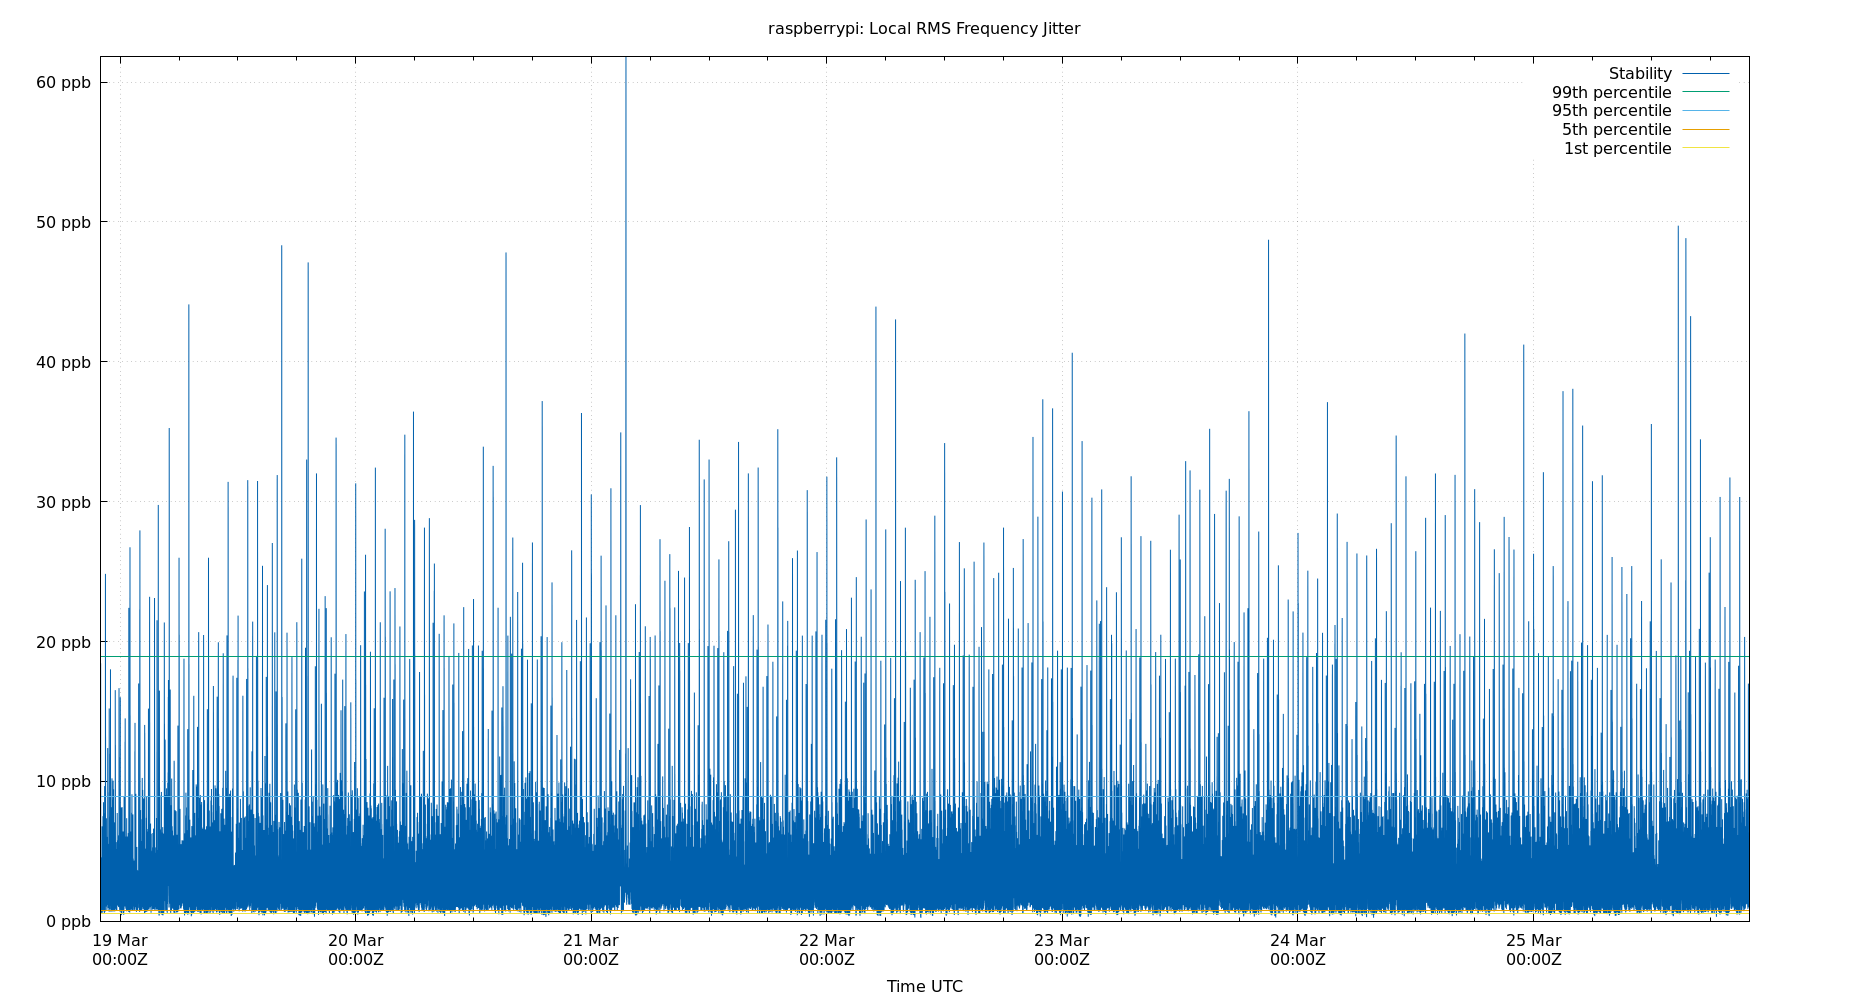 raspberrypi: Local RMS Frequency Jitter
60 ppb
50 ppb
40 ppb
30 ppb
20 ppb
10 ppb
0 ppb
Stability
99th percentile
95th percentile
5th percentile
1st percentile
19 Mar
00:00Z
20 Mar
00:00Z
21 Mar
00:00Z
22 Mar
00:00Z
23 Mar
00:00Z
24 Mar
00:00Z
25 Mar
00:00Z
Time UTC